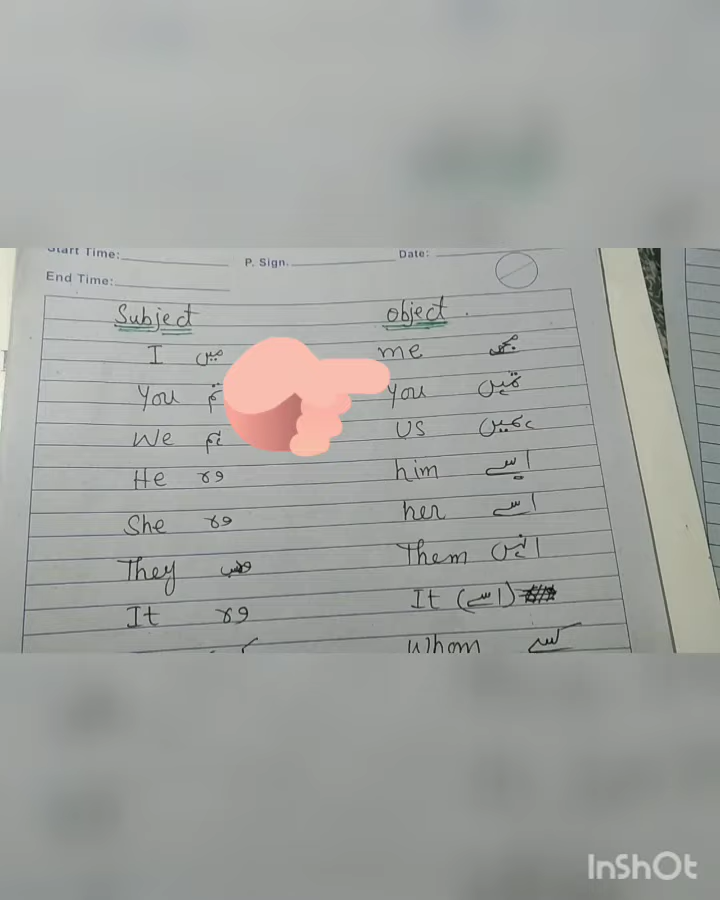 Start Time:
P. Sign.
Date:
End Time:
Subject object
I میں me مجھے
You تم You تمہیں
We ہم US ہمیں
He وہ him اسے
She وہ her اسے
They وہ سب Them انہیں
It وہ It (اسے)
Whom کسے
InShOt